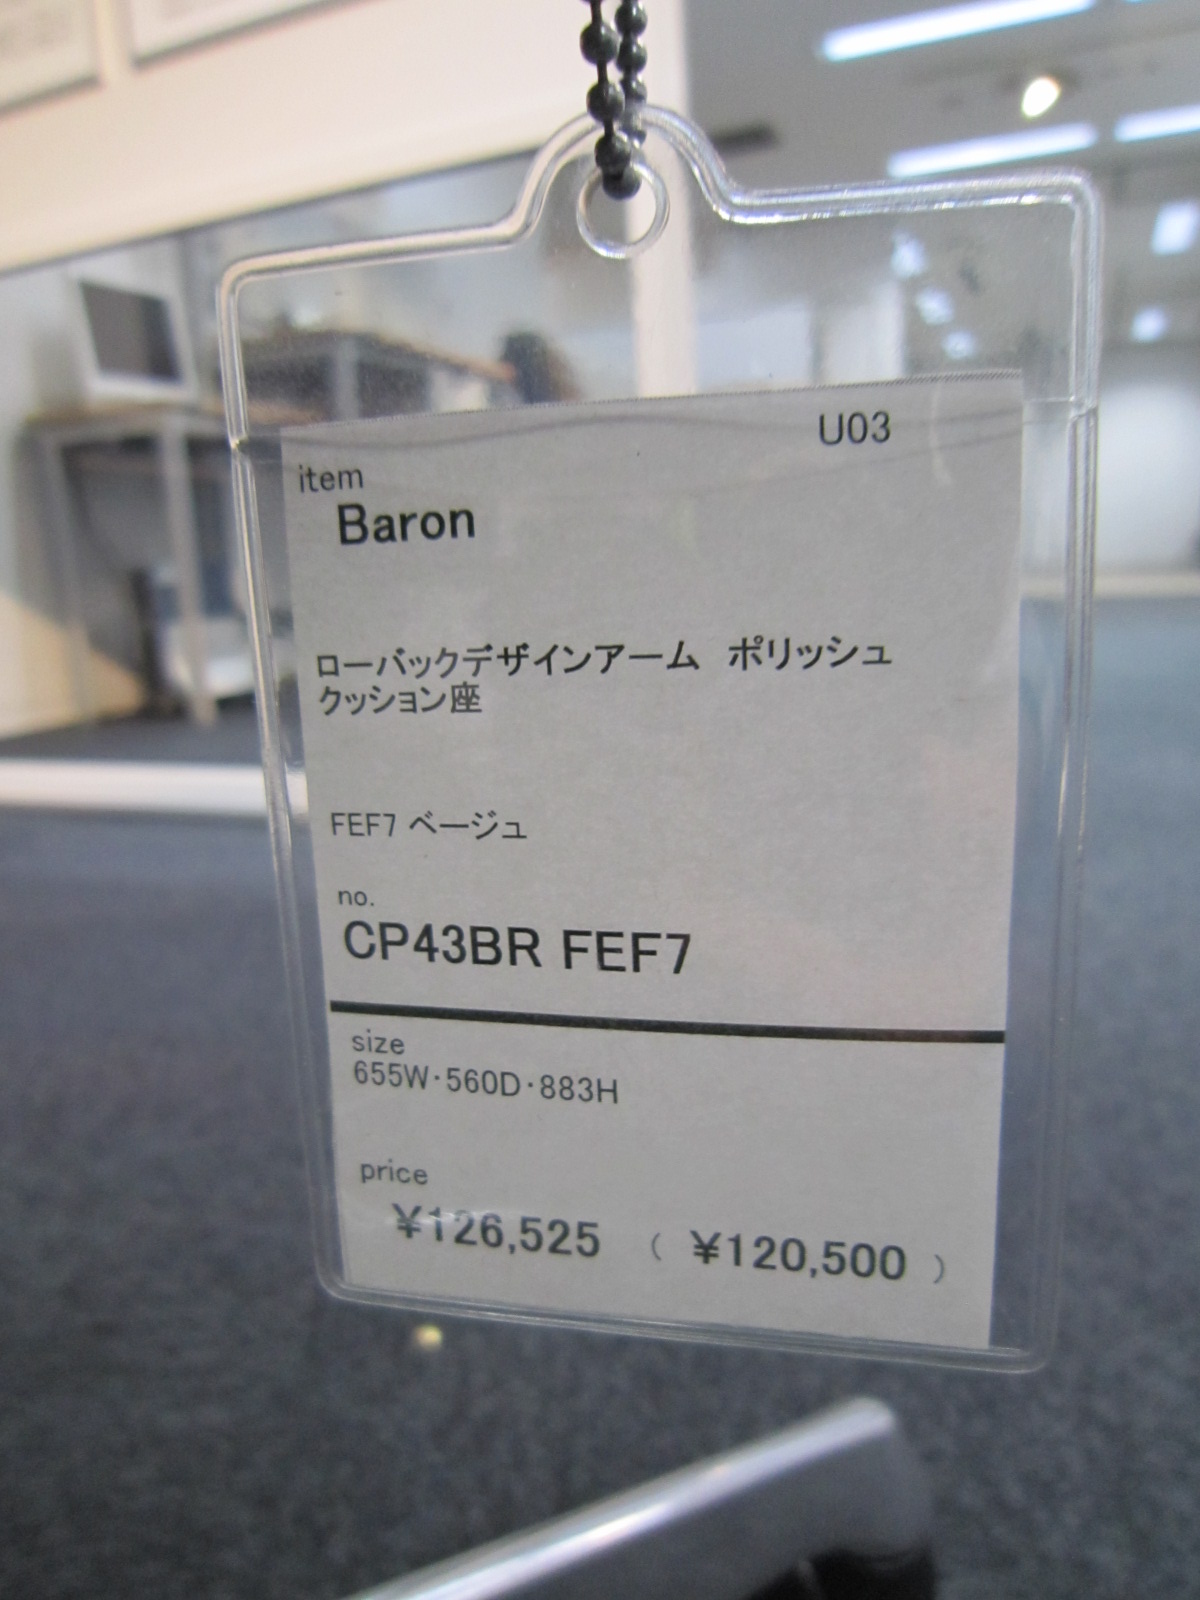 U03
item
Baron
ローバックデザインアーム　ポリッシュ
クッション座
FEF7 ベージュ
no.
CP43BR FEF7
size
655W･560D･883H
price
¥126,525 ( ¥120,500 )